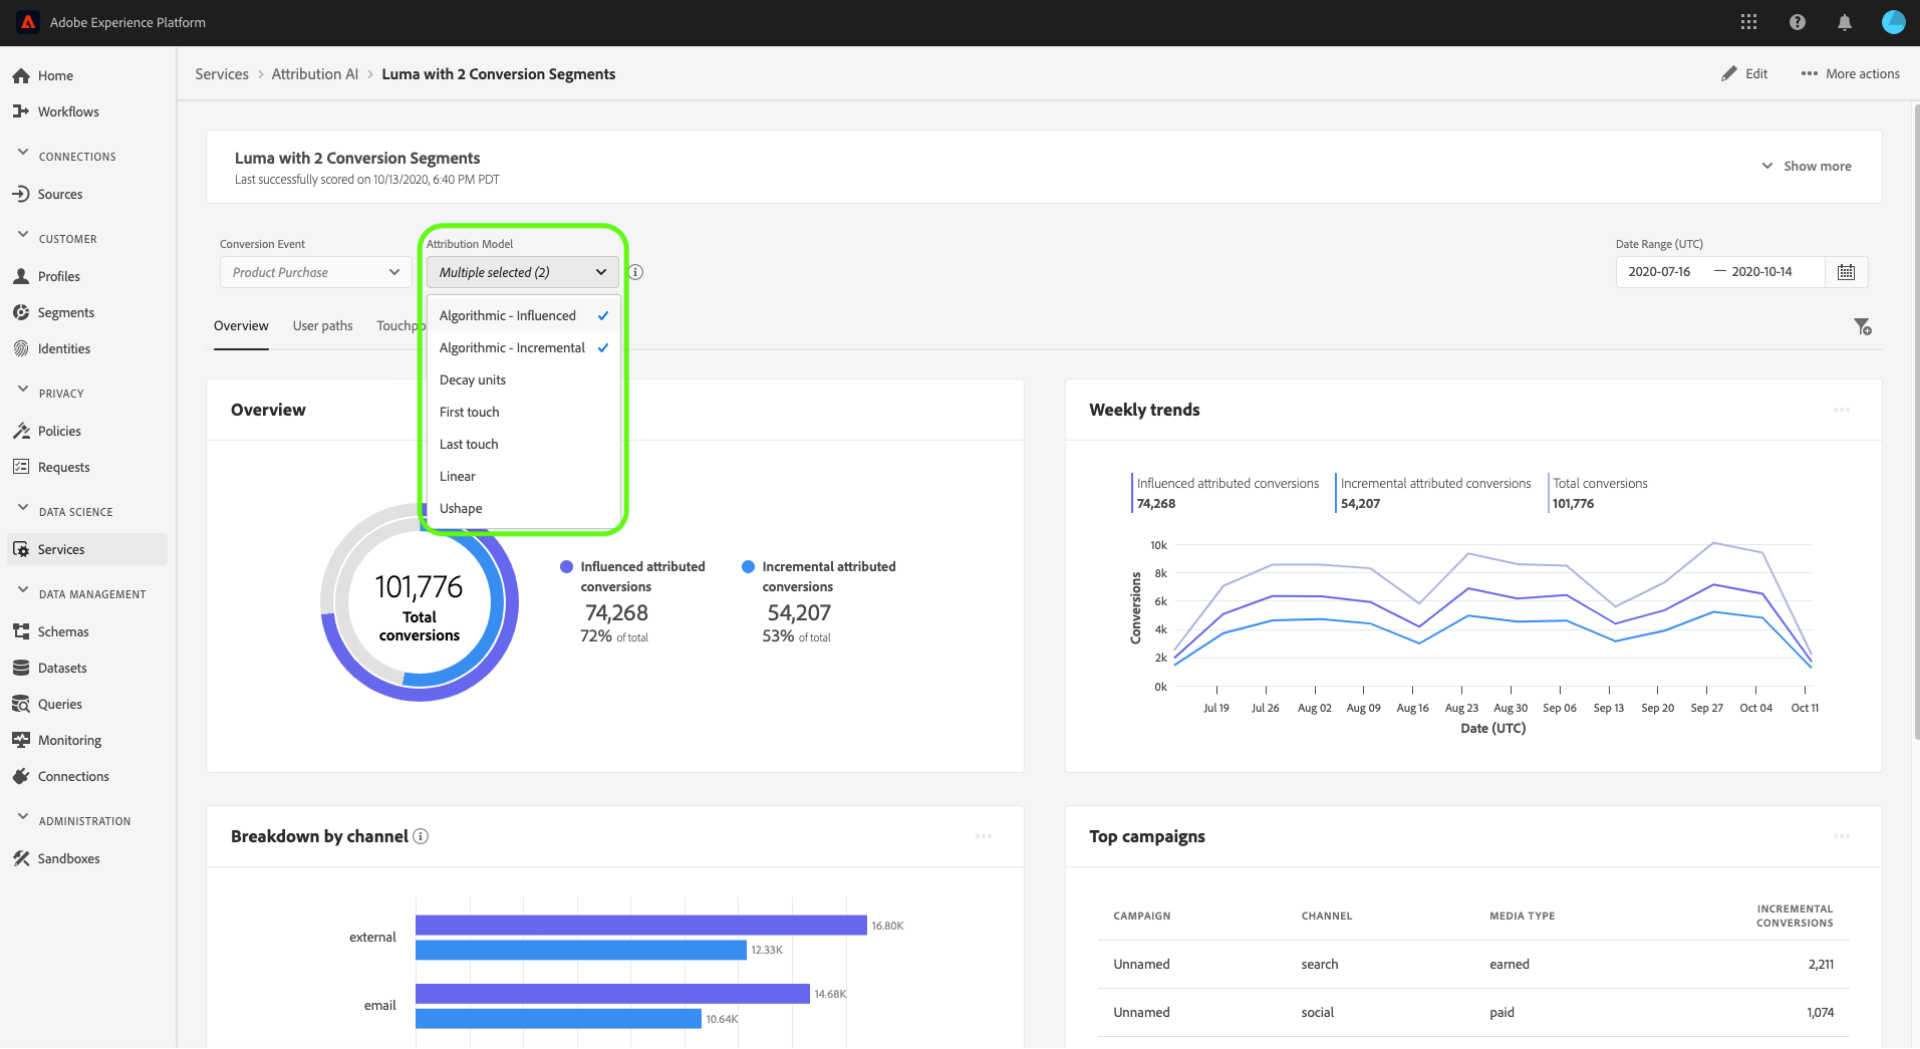 Adobe Experience Platform
Home
Workflows
CONNECTIONS
Sources
CUSTOMER
Profiles
Segments
Identities
PRIVACY
Policies
Requests
DATA SCIENCE
Services
DATA MANAGEMENT
Schemas
Datasets
Queries
Monitoring
Connections
ADMINISTRATION
Sandboxes
Services > Attribution AI > Luma with 2 Conversion Segments
Edit
More actions
Luma with 2 Conversion Segments
Last successfully scored on 10/13/2020, 6:40 PM PDT
Show more
Conversion Event
Product Purchase
Attribution Model
Multiple selected (2)
Algorithmic - Influenced
Algorithmic - Incremental
Decay units
First touch
Last touch
Linear
Ushape
Date Range (UTC)
2020-07-16 — 2020-10-14
Overview User paths Touchpo
Overview
101,776
Total
conversions
Influenced attributed
conversions
74,268
72% of total
Incremental attributed
conversions
54,207
53% of total
Weekly trends
Influenced attributed conversions
74,268
Incremental attributed conversions
54,207
Total conversions
101,776
Conversions
10k
8k
6k
4k
2k
0k
Jul 19 Jul 26 Aug 02 Aug 09 Aug 16 Aug 23 Aug 30 Sep 06 Sep 13 Sep 20 Sep 27 Oct 04 Oct 11
Date (UTC)
Breakdown by channel
external
16.80K
12.33K
email
14.68K
10.64K
Top campaigns
CAMPAIGN CHANNEL MEDIA TYPE INCREMENTAL
CONVERSIONS
Unnamed search earned 2,211
Unnamed social paid 1,074